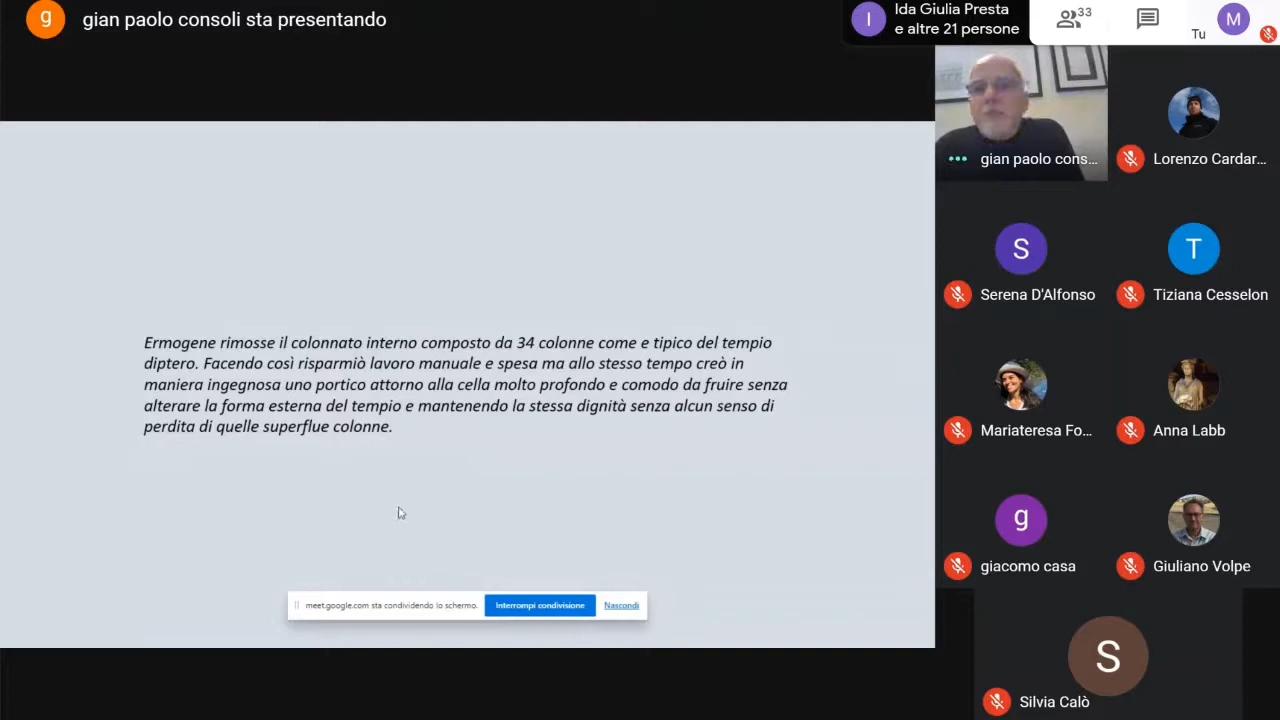 g
gian paolo consoli sta presentando
I
Ida Giulia Presta
e altre 21 persone
33
Tu
M
gian paolo cons...
Lorenzo Cardar...
S
Serena D'Alfonso
T
Tiziana Cesselon
Ermogene rimosse il colonnato interno composto da 34 colonne come e tipico del tempio
diptero. Facendo così risparmiò lavoro manuale e spesa ma allo stesso tempo creò in
maniera ingegnosa uno portico attorno alla cella molto profondo e comodo da fruire senza
alterare la forma esterna del tempio e mantenendo la stessa dignità senza alcun senso di
perdita di quelle superflue colonne.
Mariateresa Fo...
Anna Labb
g
giacomo casa
Giuliano Volpe
meet.google.com sta condividendo lo schermo.
Interrompi condivisione
Nascondi
S
Silvia Calò